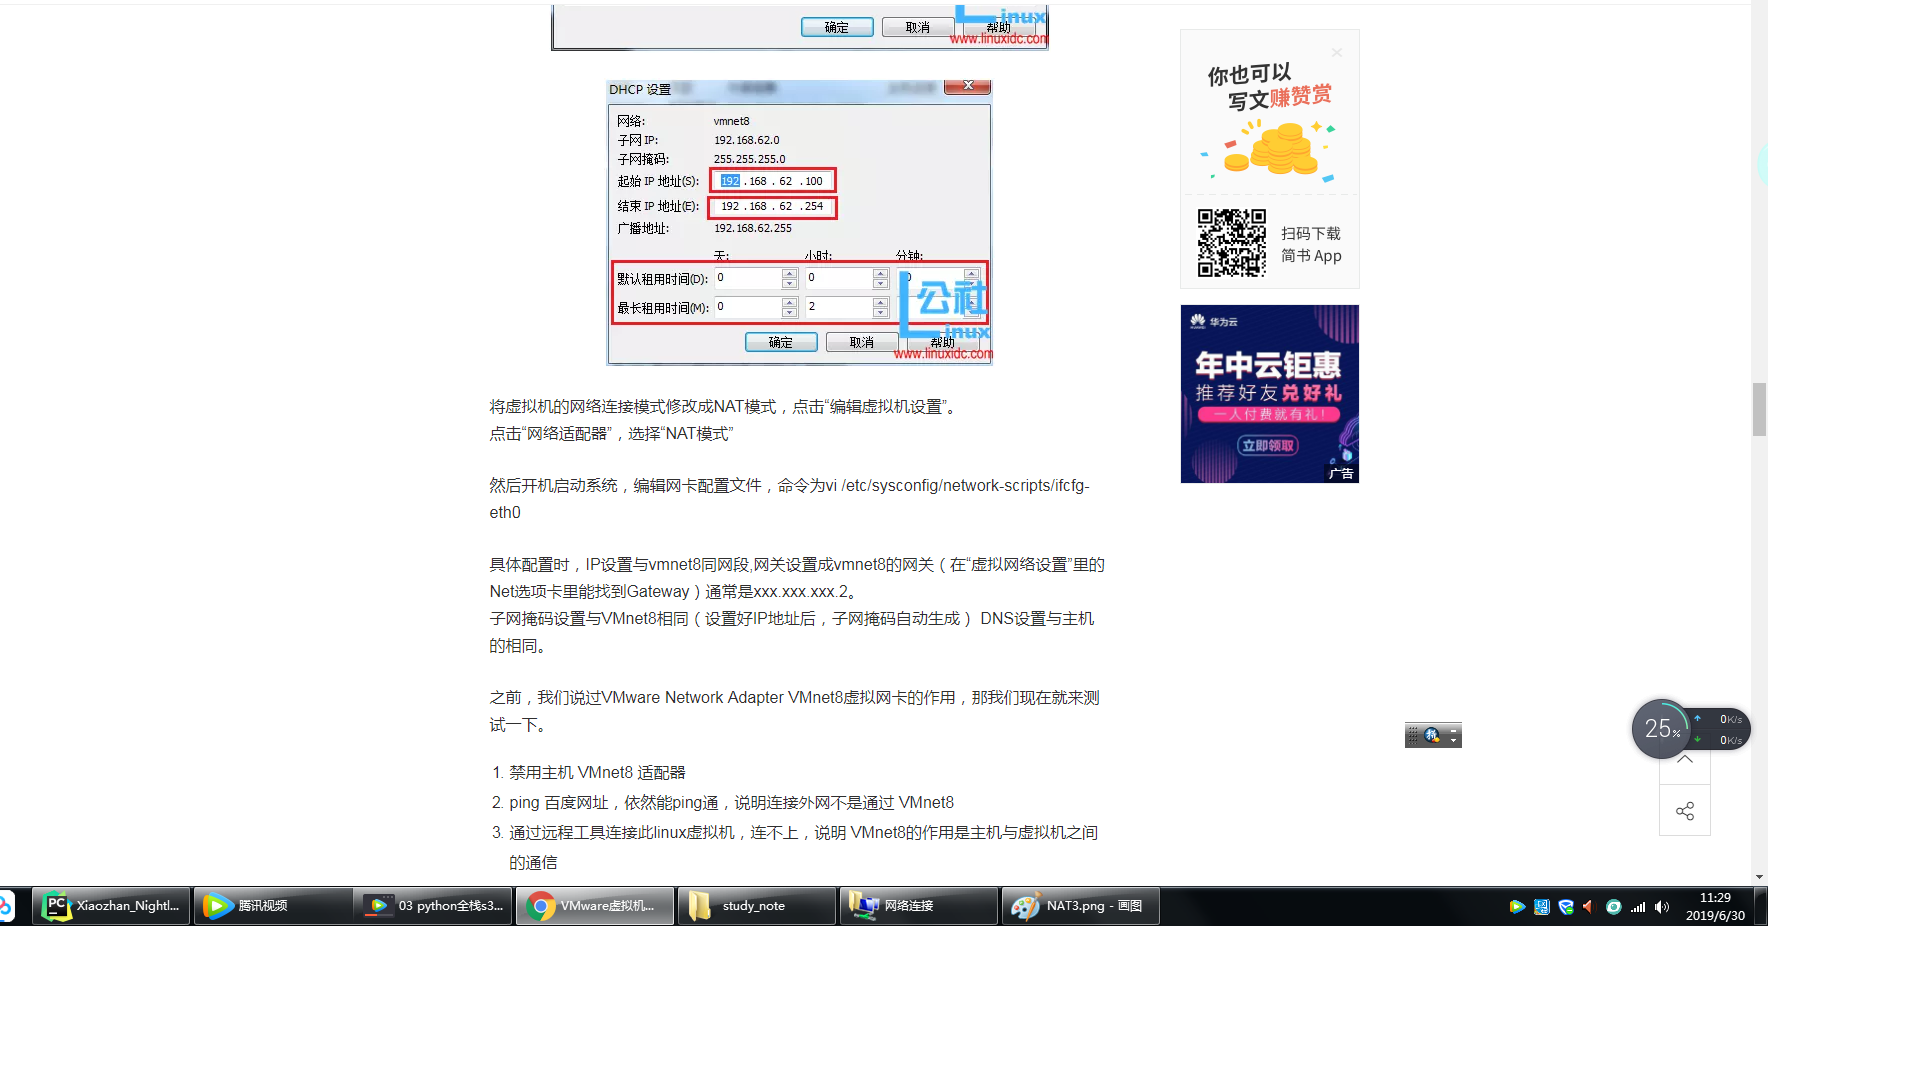 确定
取消
帮助
inux
www.linuxidc.com
DHCP 设置
网络:
vmnet8
子网 IP:
192.168.62.0
子网掩码:
255.255.255.0
起始 IP 地址(S):
192 . 168 . 62 . 100
结束 IP 地址(E):
192 . 168 . 62 . 254
广播地址:
192.168.62.255
天:
小时:
分钟:
默认租用时间(D):
0
0
最长租用时间(M):
0
2
公社
inux
确定
取消
帮助
www.linuxidc.com
将虚拟机的网络连接模式修改成NAT模式，点击“编辑虚拟机设置”。
点击“网络适配器”，选择“NAT模式”
然后开机启动系统，编辑网卡配置文件，命令为vi /etc/sysconfig/network-scripts/ifcfg-
eth0
具体配置时，IP设置与vmnet8同网段,网关设置成vmnet8的网关（在“虚拟网络设置”里的
Net选项卡里能找到Gateway）通常是xxx.xxx.xxx.2。
子网掩码设置与VMnet8相同（设置好IP地址后，子网掩码自动生成） DNS设置与主机
的相同。
之前，我们说过VMware Network Adapter VMnet8虚拟网卡的作用，那我们现在就来测
试一下。
1. 禁用主机 VMnet8 适配器
2. ping 百度网址，依然能ping通，说明连接外网不是通过 VMnet8
3. 通过远程工具连接此linux虚拟机，连不上，说明 VMnet8的作用是主机与虚拟机之间
的通信
你也可以
写文赚赞赏
扫码下载
简书 App
华为云
年中云钜惠
推荐好友兑好礼
一人付费就有礼!
立即领取
广告
25%
0K/s
0K/s
Xiaozhan_Nightl...
腾讯视频
03 python全栈s3...
VMware虚拟机...
study_note
网络连接
NAT3.png - 画图
11:29
2019/6/30